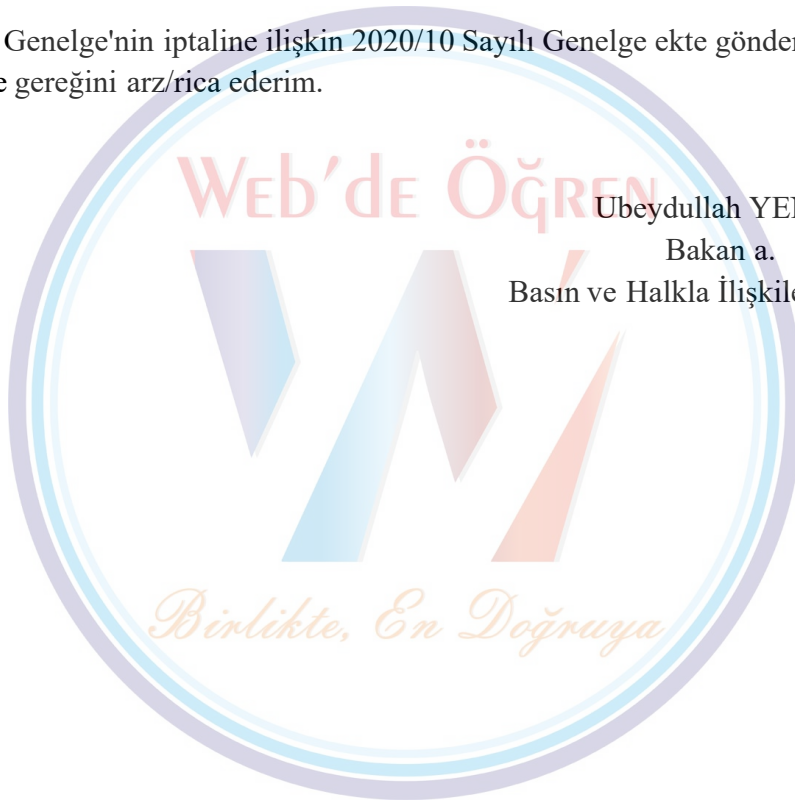 Genelge'nin iptaline ilişkin 2020/10 Sayılı Genelge ekte gönder
e gereğini arz/rica ederim.
WEB'dE ÖĞREN
Ubeydullah YE
Bakan a.
Basın ve Halkla İlişkile
Birlikte, En Doğruya